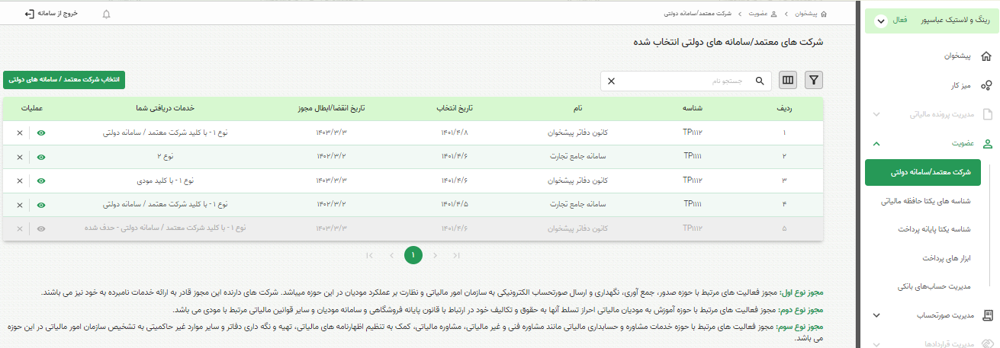 رینگ و لاستیک عباسپور فعال
پیشخوان
میز کار
مدیریت پرونده مالیاتی
عضویت
شرکت معتمد/سامانه دولتی
شناسه های یکتا حافظه مالیاتی
شناسه یکتا پایانه پرداخت
ابزار های پرداخت
مدیریت حساب‌های بانکی
مدیریت صورتحساب
مدیریت قراردادها
پیشخوان عضویت شرکت معتمد/سامانه دولتی خروج از سامانه
شرکت های معتمد/سامانه های دولتی انتخاب شده
جستجو نام انتخاب شرکت معتمد / سامانه های دولتی
ردیف شناسه نام تاریخ انتخاب تاریخ انقضا/ابطال مجوز خدمات دریافتی شما عملیات
۱ TP۱۱۱۲ کانون دفاتر پیشخوان ۱۴۰۱/۴/۸ ۱۴۰۳/۳/۳ نوع ۱ - با کلید شرکت معتمد / سامانه دولتی
۲ TP۱۱۱۱ سامانه جامع تجارت ۱۴۰۱/۴/۶ ۱۴۰۲/۳/۲ نوع ۲
۳ TP۱۱۱۲ کانون دفاتر پیشخوان ۱۴۰۱/۴/۶ ۱۴۰۳/۳/۳ نوع ۱ - با کلید مودی
۴ TP۱۱۱۱ سامانه جامع تجارت ۱۴۰۱/۴/۵ ۱۴۰۲/۳/۲ نوع ۱ - با کلید شرکت معتمد / سامانه دولتی
۵ TP۱۱۱۲ کانون دفاتر پیشخوان ۱۴۰۱/۴/۶ ۱۴۰۳/۳/۳ نوع ۱ - با کلید شرکت معتمد / سامانه دولتی - حذف شده
۱
مجوز نوع اول: مجوز فعالیت های مرتبط با حوزه صدور، جمع آوری، نگهداری و ارسال صورتحساب الکترونیکی به سازمان امور مالیاتی و نظارت بر عملکرد مودیان در این حوزه میباشد. شرکت های دارنده این مجوز قادر به ارائه خدمات نامبرده به خود نیز می باشند.
مجوز نوع دوم: مجوز فعالیت های مرتبط با حوزه آموزش به مودیان مالیاتی احراز تسلط آنها به حقوق و تکالیف خود در ارتباط با قانون پایانه فروشگاهی و سامانه مودیان و سایر قوانین مالیاتی مرتبط با مودی می باشد.
مجوز نوع سوم: مجوز فعالیت های مرتبط با حوزه خدمات مشاوره و حسابداری مالیاتی مانند مشاوره فنی و غیر مالیاتی، مشاوره مالیاتی، کمک به تنظیم اظهارنامه های مالیاتی، تهیه و نگه داری دفاتر و سایر موارد غیر حاکمیتی به تشخیص سازمان امور مالیاتی در این حوزه
می باشد.